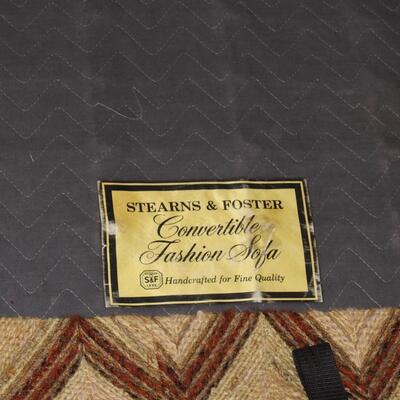 STEARNS & FOSTER
Convertible
Fashion Sofa
S&F
Handcrafted for Fine Quality